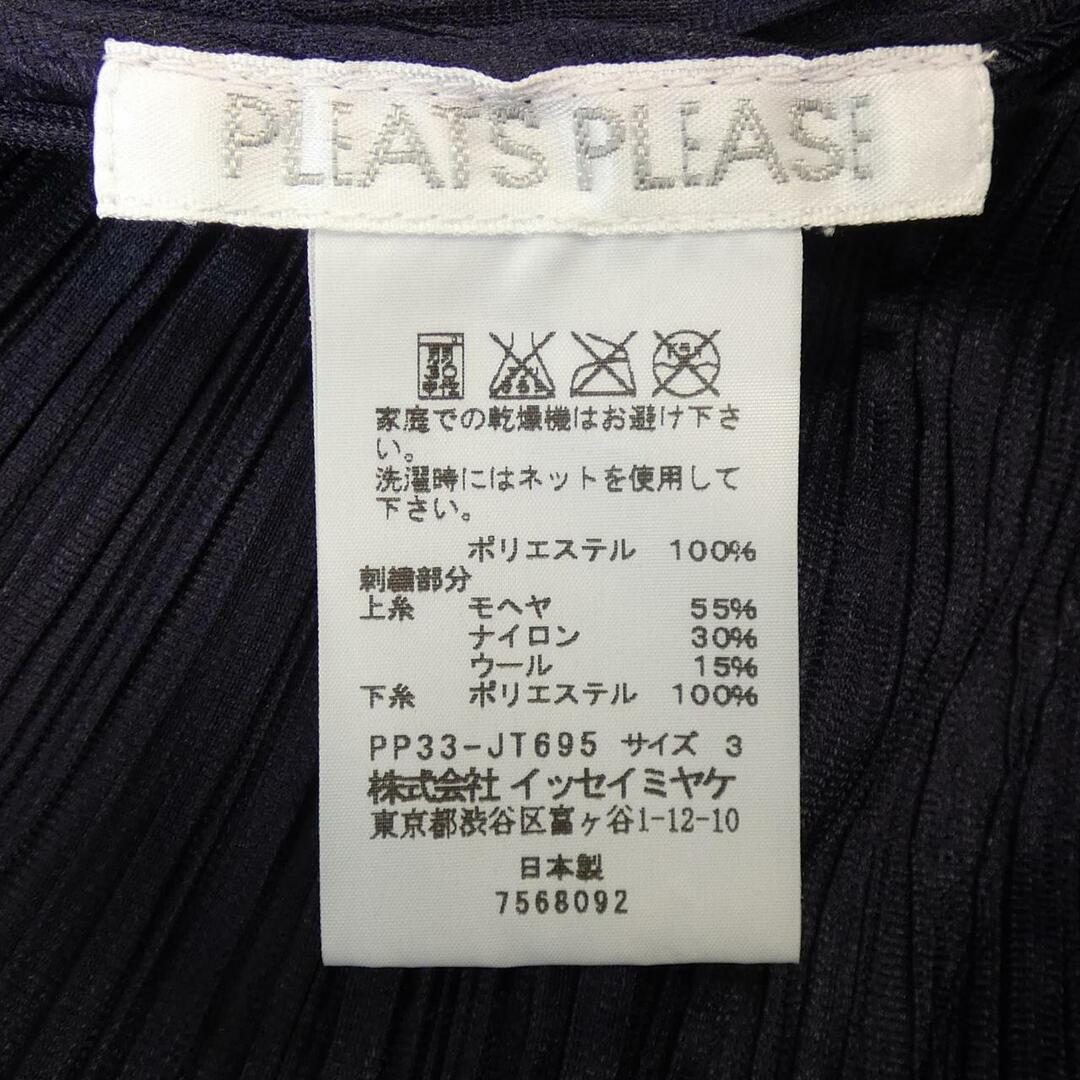 PLEATS PLEASE
弱
30
中性
家庭での乾燥機はお避け下さ
い。
洗濯時にはネットを使用して
下さい。
ポリエステル 100%
刺繍部分
上糸 モヘヤ 55%
ナイロン 30%
ウール 15%
下糸 ポリエステル 100%
PP33-JT695 サイズ 3
株式会社 イッセイミヤケ
東京都渋谷区富ヶ谷1-12-10
日本製
7568092